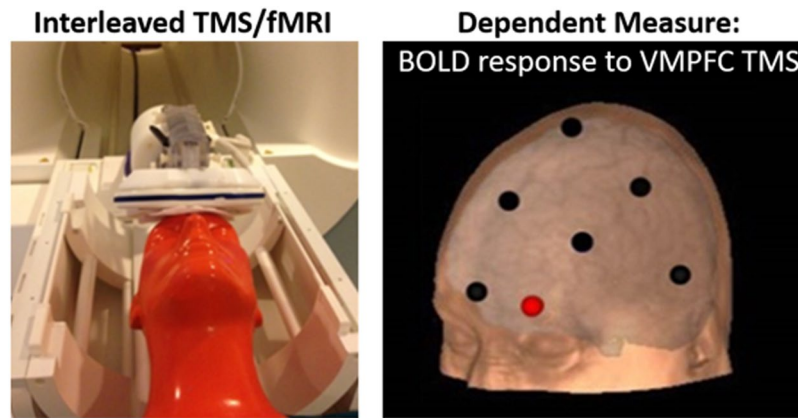 Interleaved TMS/fMRI
Dependent Measure:
BOLD response to VMPFC TMS